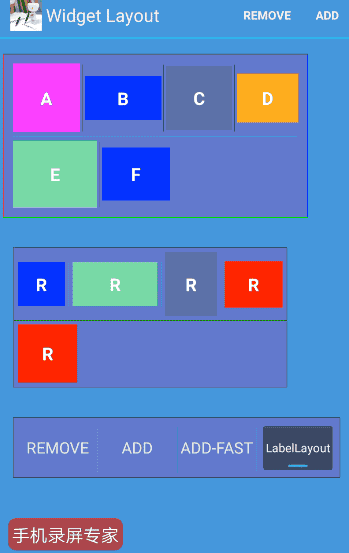 Widget Layout REMOVE ADD
A B C D
E F
R R R R
R
REMOVE ADD ADD-FAST LabelLayout
手机录屏专家